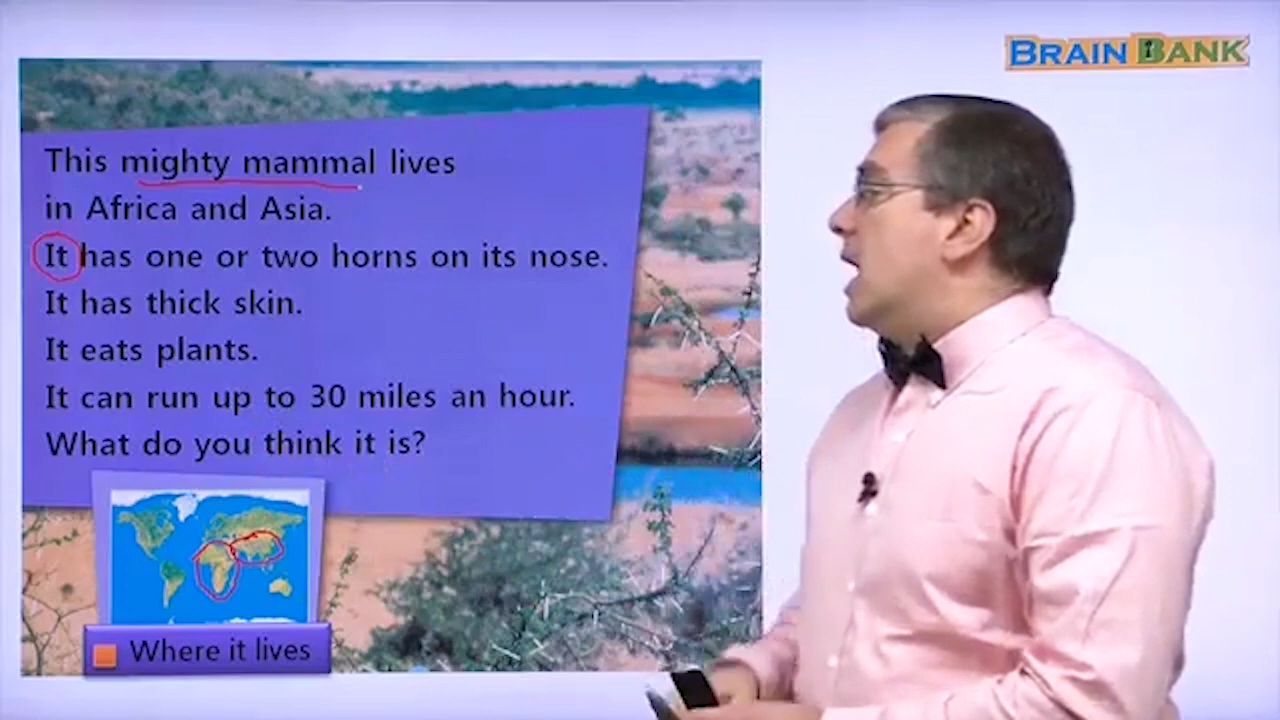 BRAIN BANK
This mighty mammal lives
in Africa and Asia.
It has one or two horns on its nose.
It has thick skin.
It eats plants.
It can run up to 30 miles an hour.
What do you think it is?
Where it lives